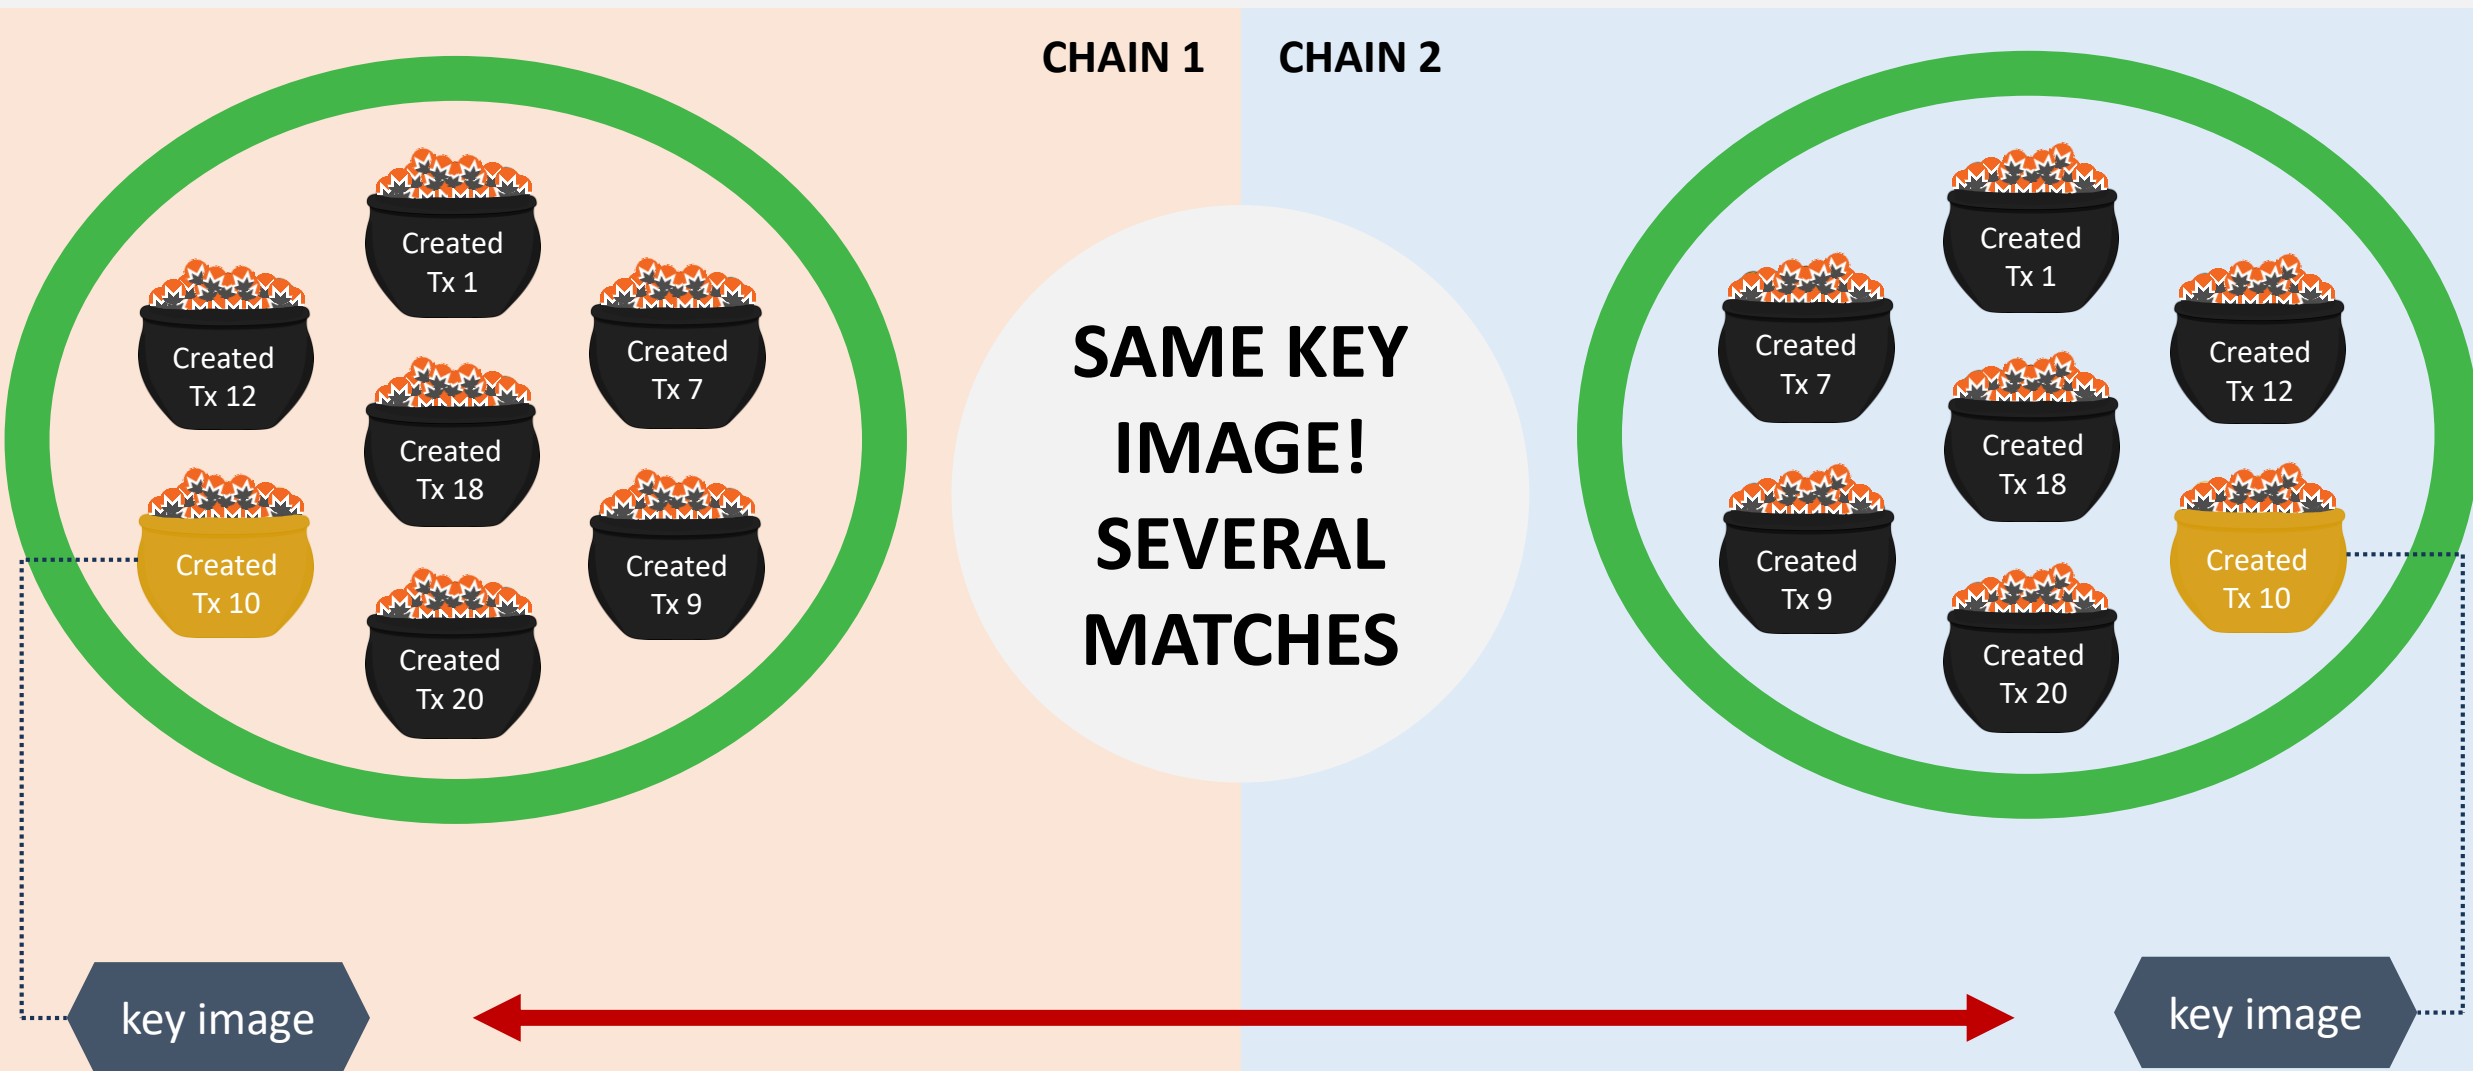 CHAIN 1
CHAIN 2
Created
Tx 1
Created
Tx 12
Created
Tx 7
Created
Tx 18
Created
Tx 10
Created
Tx 9
Created
Tx 20
key image
SAME KEY
IMAGE!
SEVERAL
MATCHES
Created
Tx 1
Created
Tx 7
Created
Tx 12
Created
Tx 18
Created
Tx 9
Created
Tx 10
Created
Tx 20
key image